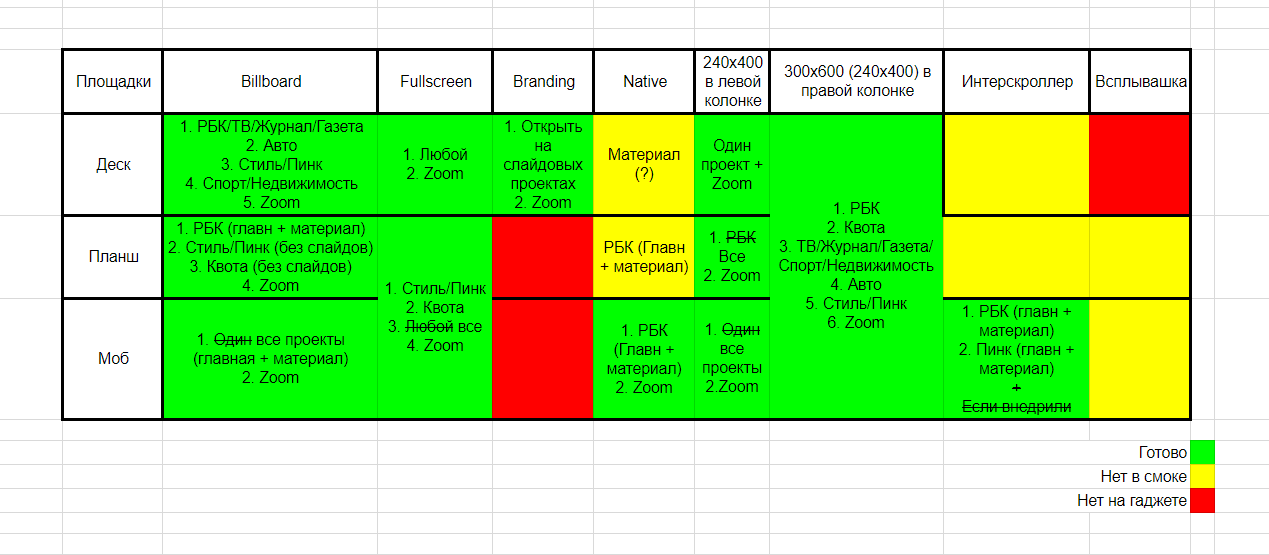 Площадки
Billboard
Fullscreen
Branding
Native
240x400
в левой
колонке
300x600 (240x400) в
правой колонке
Интерскроллер
Всплывашка
Деск
1. РБК/ТВ/Журнал/Газета
2. Авто
3. Стиль/Пинк
4. Спорт/Недвижимость
5. Zoom
1. Любой
2. Zoom
1. Открыть
на
слайдовых
проектах
2. Zoom
Материал
(?)
Один
проект +
Zoom
1. РБК
2. Квота
3. ТВ/Журнал/Газета/
Спорт/Недвижимость
4. Авто
5. Стиль/Пинк
6. Zoom
Планш
1. РБК (главн + материал)
2. Стиль/Пинк (без слайдов)
3. Квота (без слайдов)
4. Zoom
1. Стиль/Пинк
2. Квота
3. Любой все
4. Zoom
РБК (Главн
+ материал)
1. РБК
Все
2. Zoom
Моб
1. Один все проекты
(главная + материал)
2. Zoom
1. РБК
(Главн +
материал)
2. Zoom
1. Один
все
проекты
2.Zoom
1. РБК (главн +
материал)
2. Пинк (главн +
материал)
+
Если внедрили
Готово
Нет в смоке
Нет на гаджете